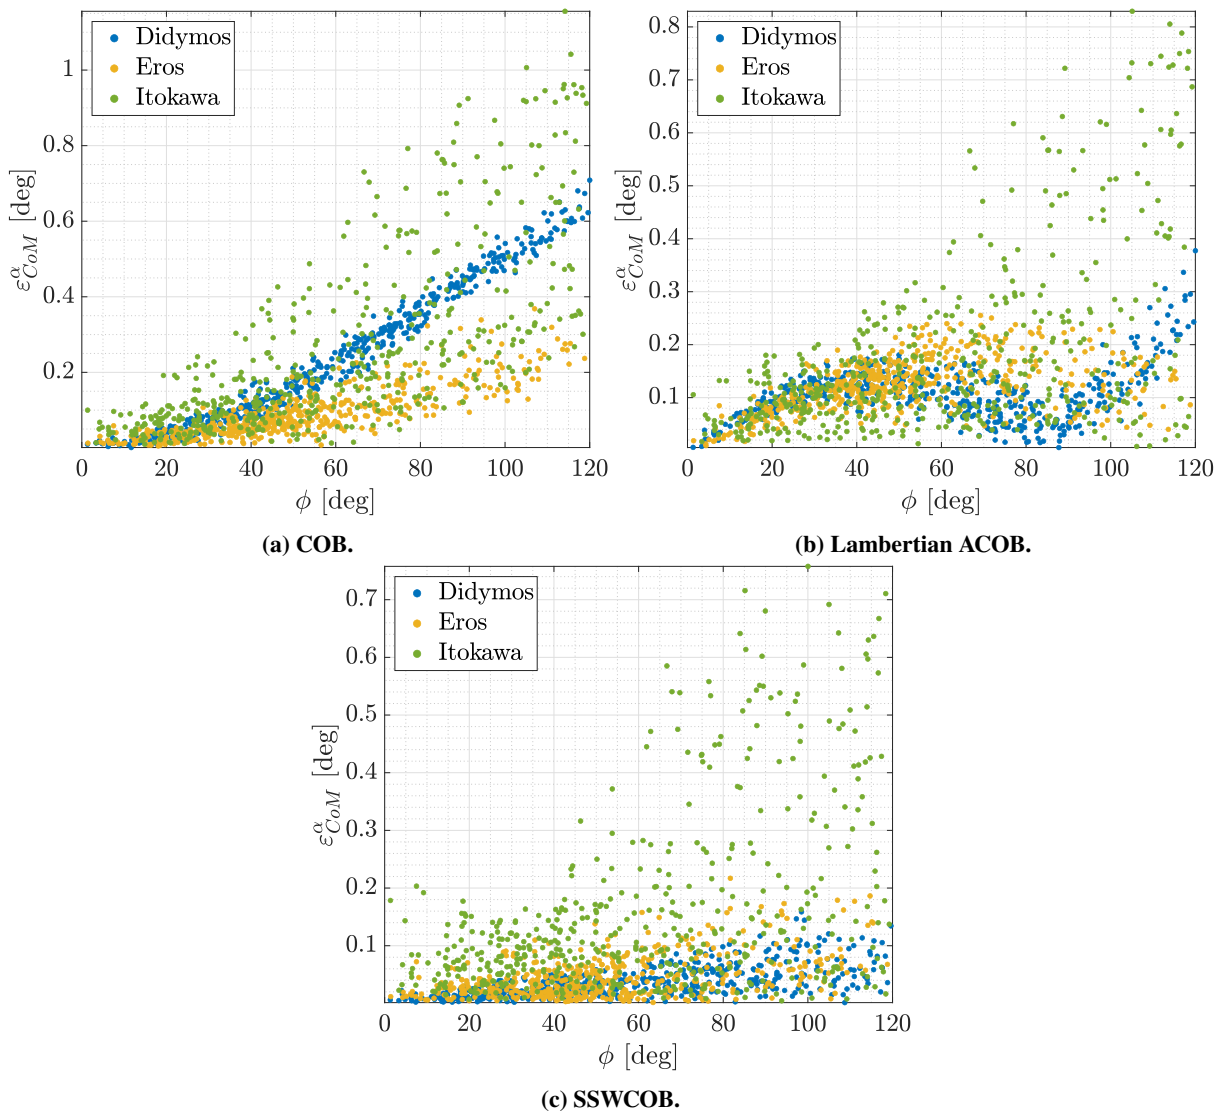 Didymos
Eros
Itokawa
1
0.8
0.6
0.4
0.2
ε^α_CoM [deg]
0 20 40 60 80 100 120
ϕ [deg]
(a) COB.
Didymos
Eros
Itokawa
0.8
0.7
0.6
0.5
0.4
0.3
0.2
0.1
ε^α_CoM [deg]
0 20 40 60 80 100 120
ϕ [deg]
(b) Lambertian ACOB.
Didymos
Eros
Itokawa
0.7
0.6
0.5
0.4
0.3
0.2
0.1
ε^α_CoM [deg]
0 20 40 60 80 100 120
ϕ [deg]
(c) SSWCOB.